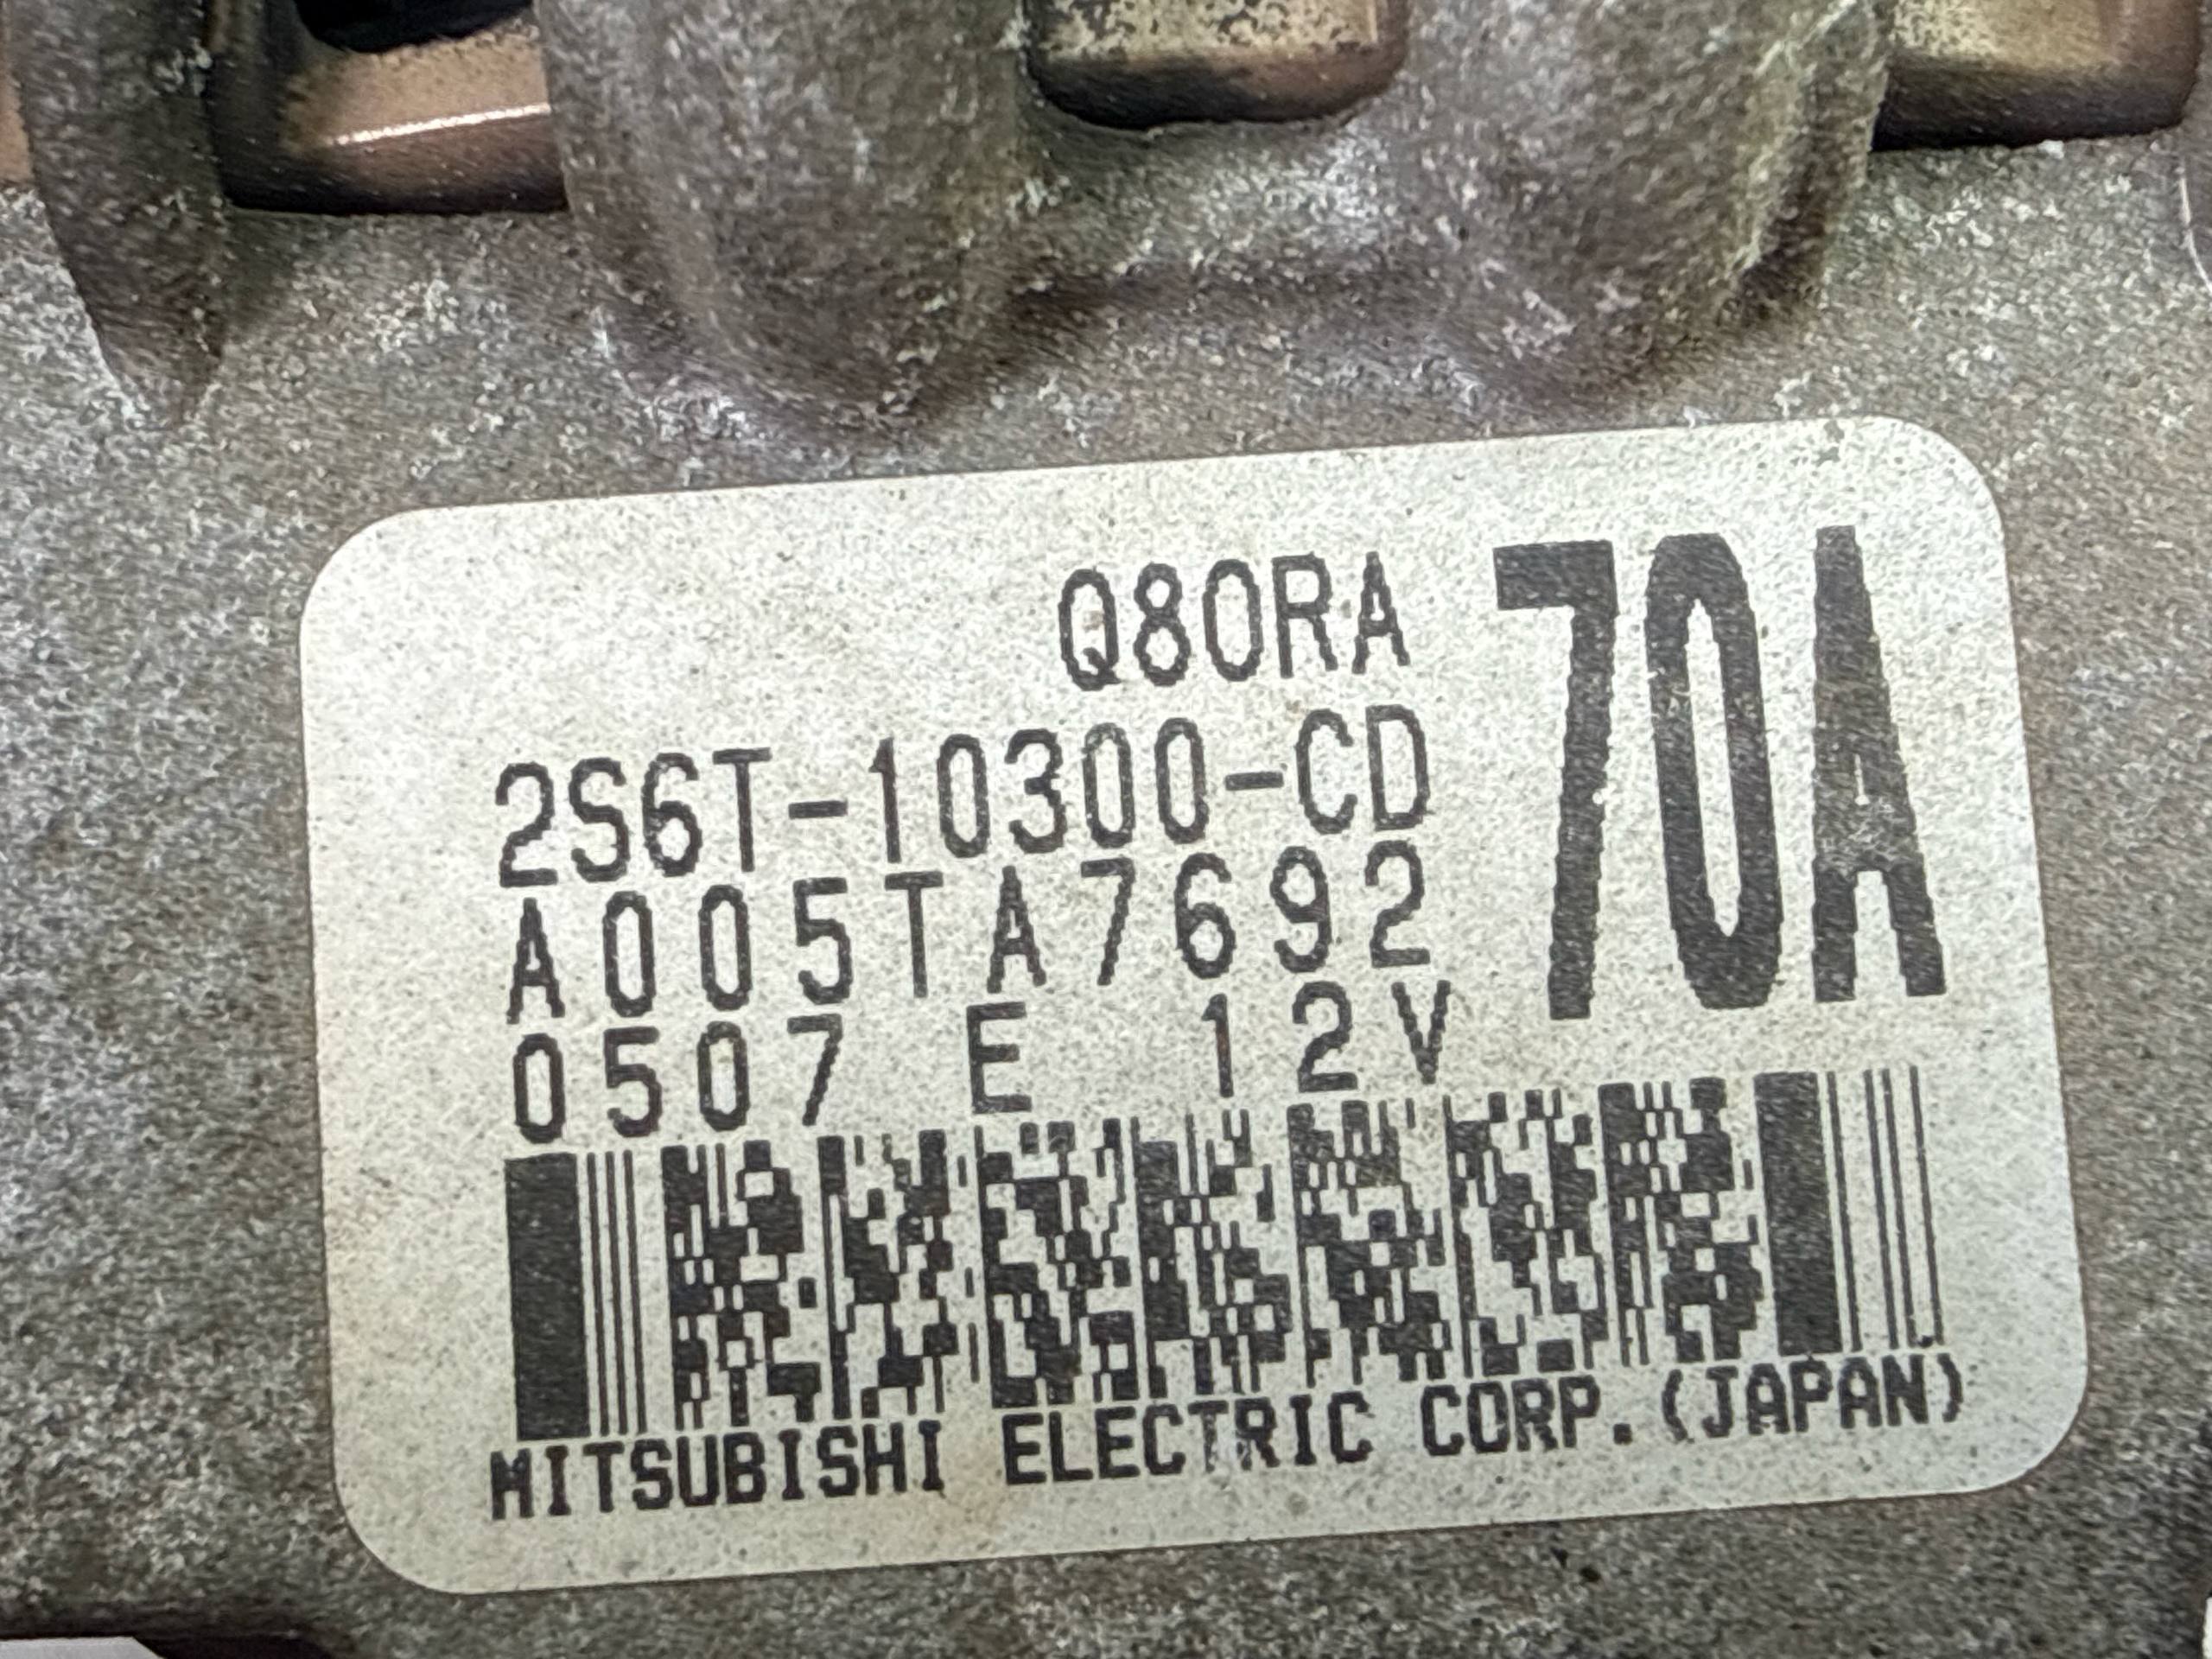 Q80RA 70A
2S6T-10300-CD
A005TA7692
0507 E 12V
MITSUBISHI ELECTRIC CORP.(JAPAN)